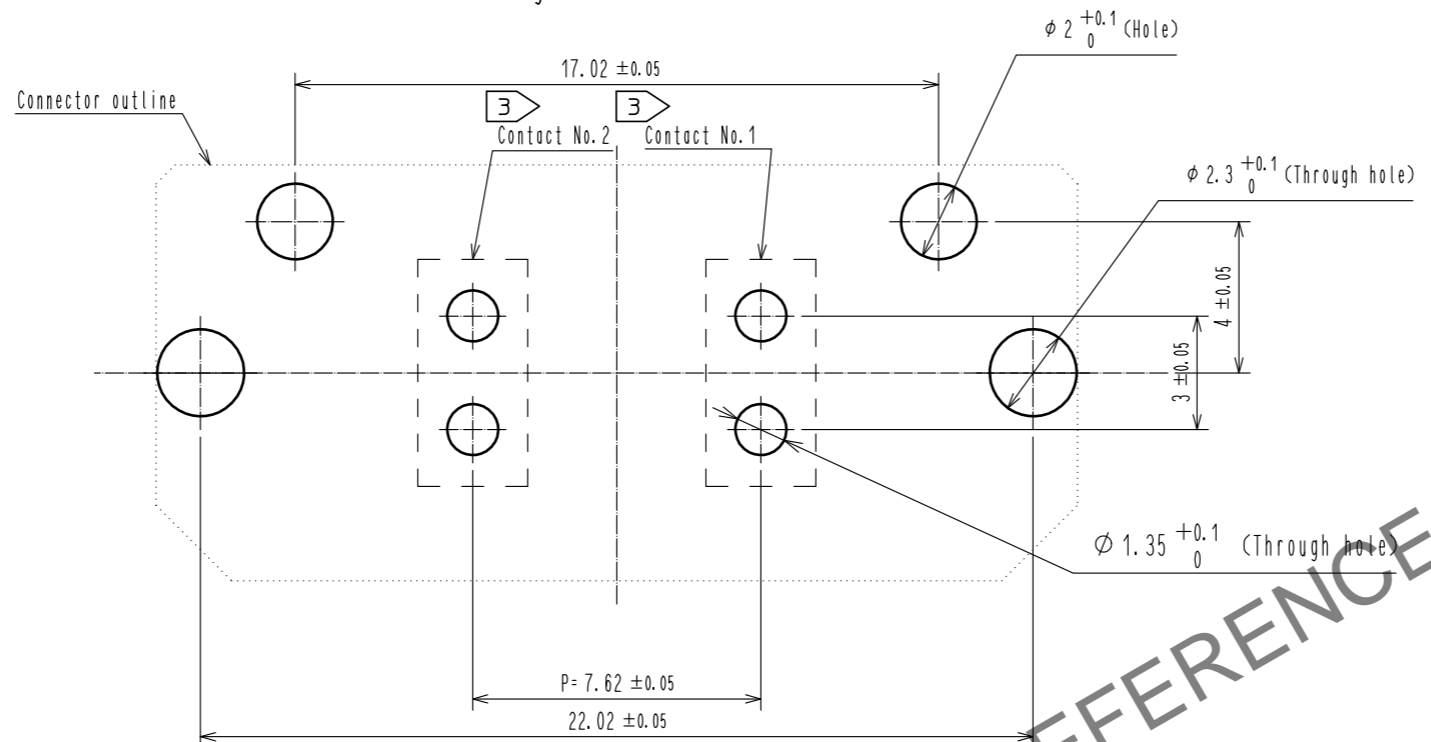 φ 2 +0.1 0 (Hole)
17.02 ±0.05
Connector outline
3
3
Contact No.2
Contact No.1
φ 2.3 +0.1 0 (Through hole)
4 ±0.05
3 ±0.05
∅ 1.35 +0.1 0 (Through hole)
P= 7.62 ±0.05
22.02 ±0.05
EFERENCE